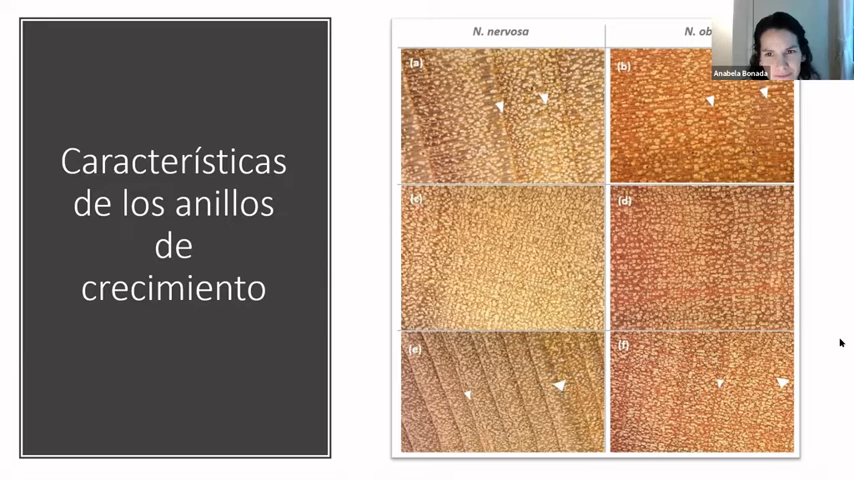 Características
de los anillos
de
crecimiento
N. nervosa
N. ob
Anabela Bonada
(a)
(b)
(c)
(d)
(e)
(f)